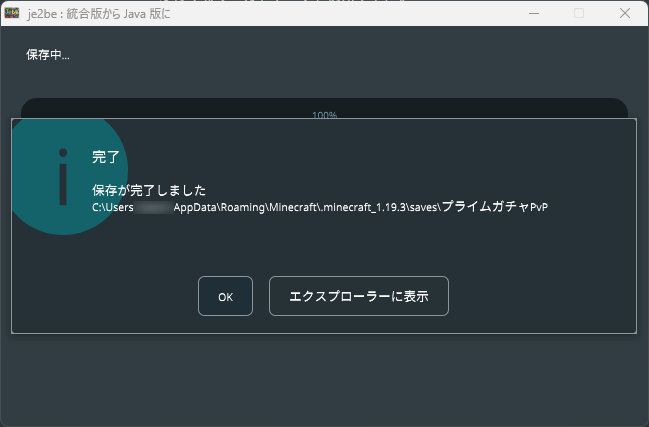 je2be : 統合版から Java 版に
保存中...
100%
完了
保存が完了しました
C:\Users AppData\Roaming\Minecraft\.minecraft_1.19.3\saves\プライムガチャPvP
OK
エクスプローラーに表示